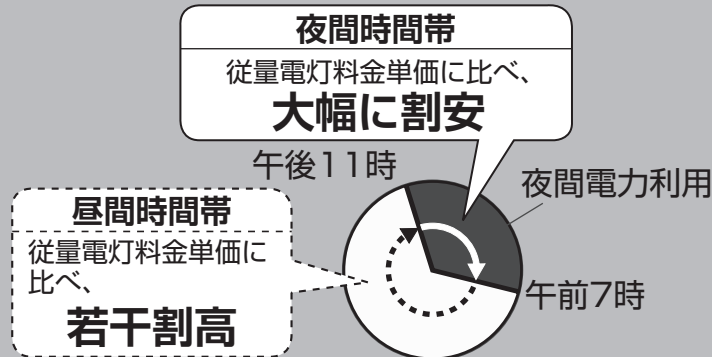 夜間時間帯
従量電灯料金単価に比べ、
大幅に割安
午後11時
夜間電力利用
昼間時間帯
従量電灯料金単価に
比べ、
若干割高
午前7時